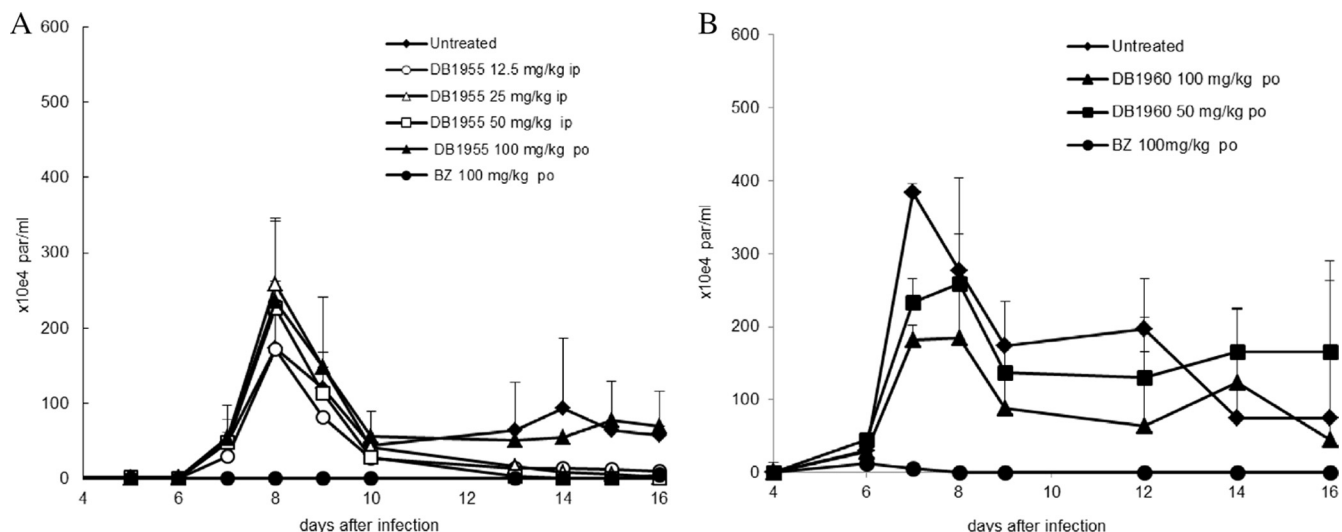 A
x10e4 par/ml
600
500
400
300
200
100
0
4
6
8
10
12
14
16
days after infection
Untreated
DB1955 12.5 mg/kg ip
DB1955 25 mg/kg ip
DB1955 50 mg/kg ip
DB1955 100 mg/kg po
BZ 100 mg/kg po
B
x10e4 par/ml
600
500
400
300
200
100
0
4
6
8
10
12
14
16
days after infection
Untreated
DB1960 100 mg/kg po
DB1960 50 mg/kg po
BZ 100mg/kg po